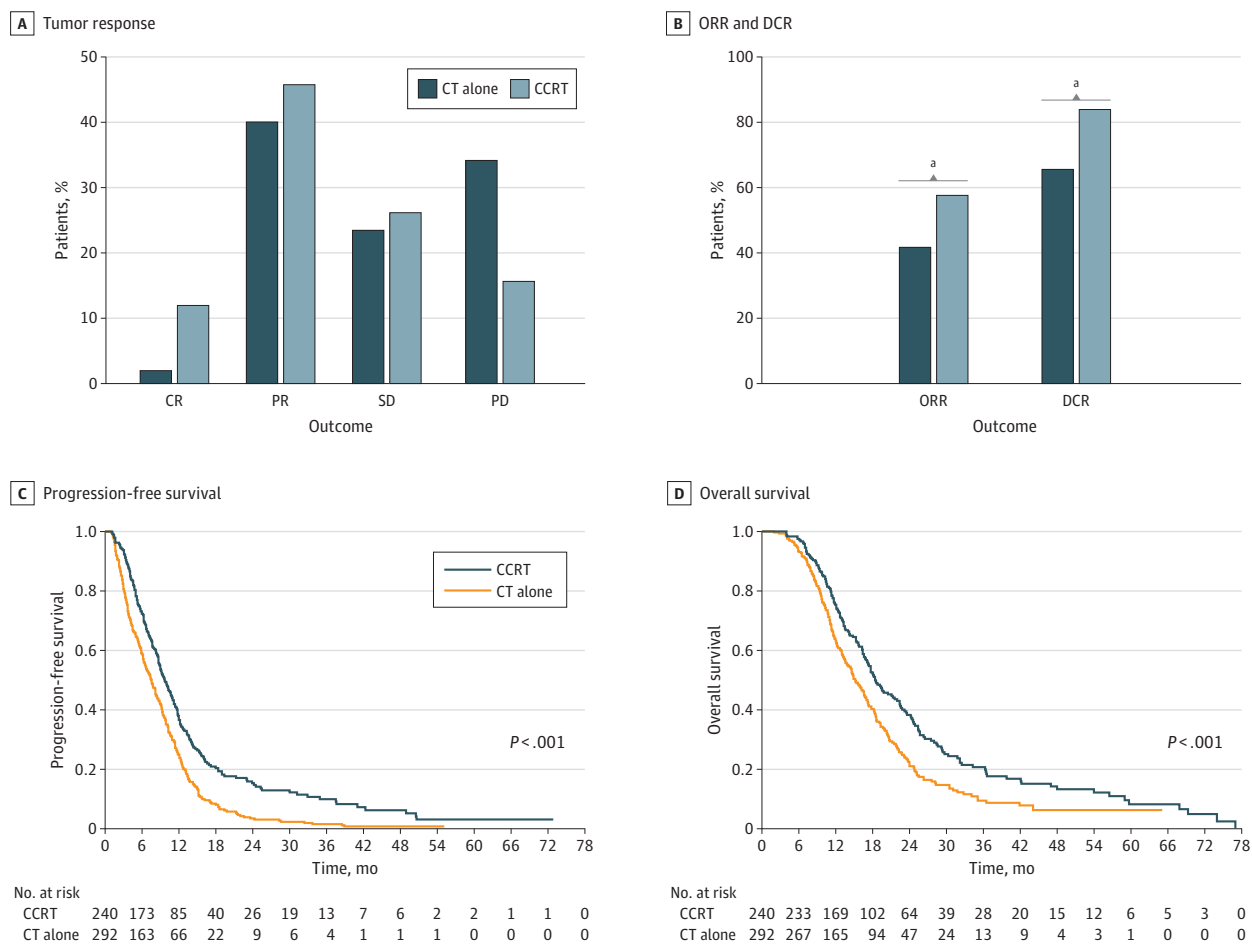 A Tumor response
50
40
30
20
10
0
Patients, %
CT alone CCRT
CR PR SD PD
Outcome
B ORR and DCR
100
80
60
40
20
0
Patients, %
a
a
ORR DCR
Outcome
C Progression-free survival
1.0
0.8
0.6
0.4
0.2
0
Progression-free survival
CCRT
CT alone
P < .001
0 6 12 18 24 30 36 42 48 54 60 66 72 78
Time, mo
No. at risk
CCRT 240 173 85 40 26 19 13 7 6 2 2 1 1 0
CT alone 292 163 66 22 9 6 4 1 1 1 0 0 0 0
D Overall survival
1.0
0.8
0.6
0.4
0.2
0
Overall survival
P < .001
0 6 12 18 24 30 36 42 48 54 60 66 72 78
Time, mo
No. at risk
CCRT 240 233 169 102 64 39 28 20 15 12 6 5 3 0
CT alone 292 267 165 94 47 24 13 9 4 3 1 0 0 0